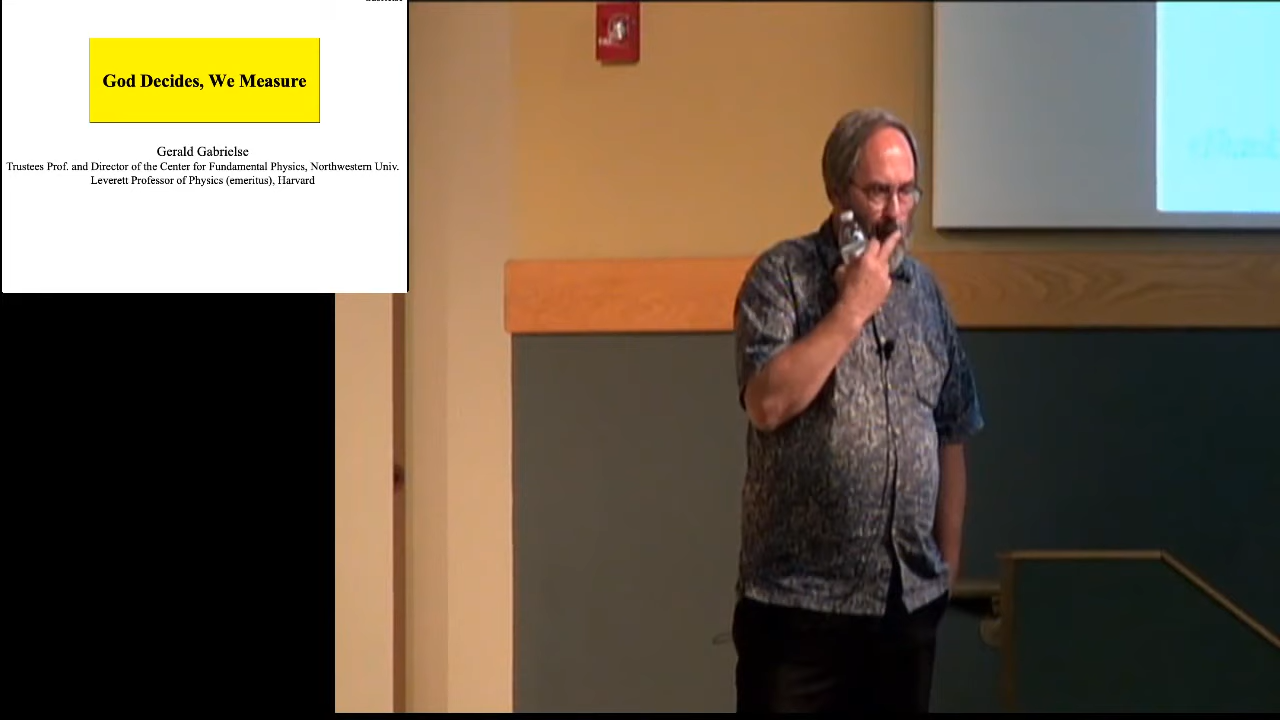 God Decides, We Measure
Gerald Gabrielse
Trustees Prof. and Director of the Center for Fundamental Physics, Northwestern Univ.
Leverett Professor of Physics (emeritus), Harvard